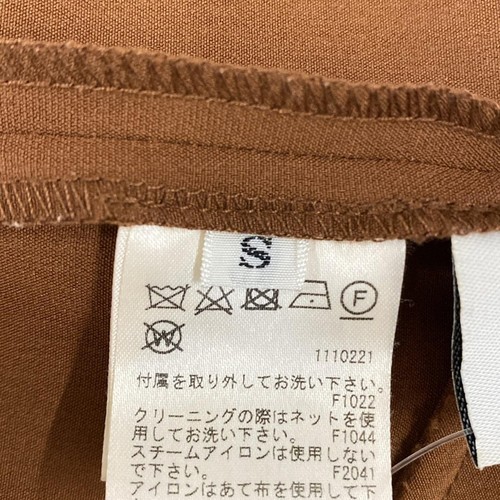 S
F
W
1110221
付属を取り外してお洗い下さい。
F1022
クリーニングの際はネットを使
用してお洗い下さい。 F1044
スチームアイロンは使用しない
で下さい。 F2041
アイロンはあて布を使用して下